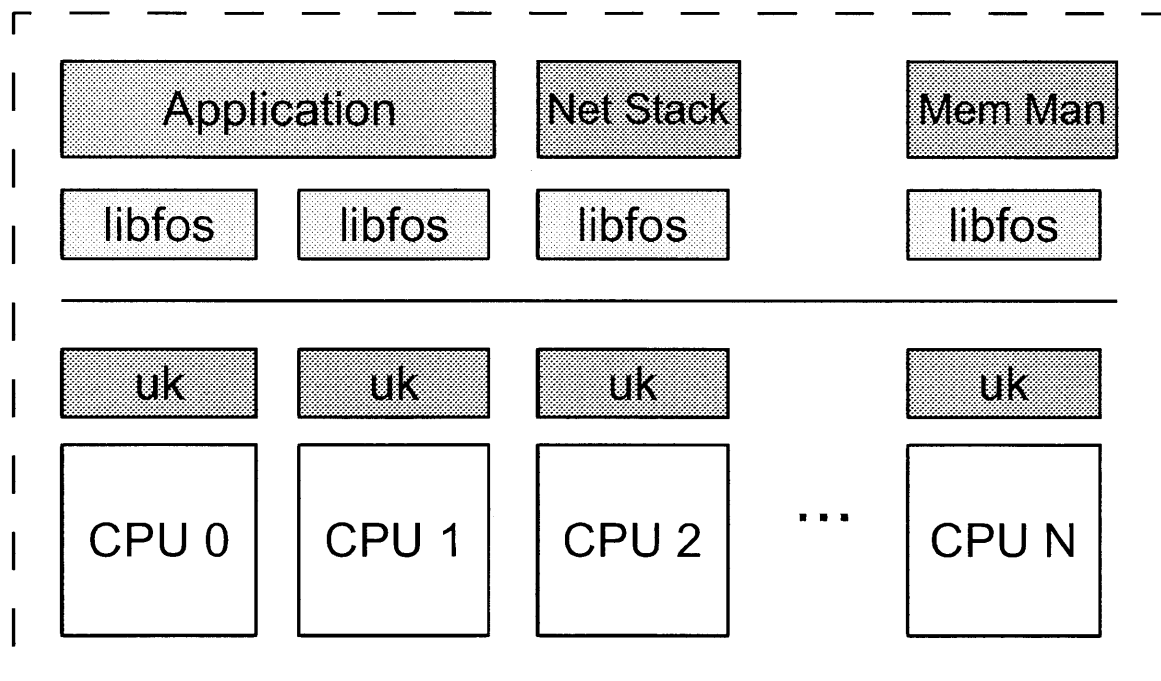 Application Net Stack Mem Man
libfos libfos libfos libfos
uk uk uk uk
CPU 0 CPU 1 CPU 2 ... CPU N